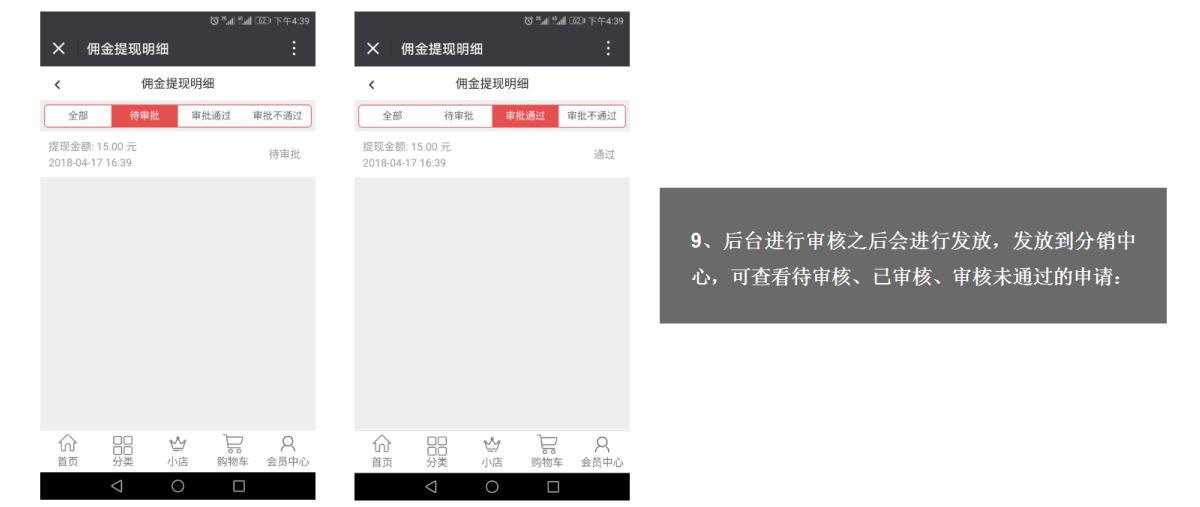 下午4:39
佣金提现明细
佣金提现明细
全部 待审批 审批通过 审批不通过
提现金额: 15.00 元
2018-04-17 16:39
待审批
首页 分类 小店 购物车 会员中心
下午4:39
佣金提现明细
佣金提现明细
全部 待审批 审批通过 审批不通过
提现金额: 15.00 元
2018-04-17 16:39
通过
首页 分类 小店 购物车 会员中心
9、后台进行审核之后会进行发放，发放到分销中
心，可查看待审核、已审核、审核未通过的申请：